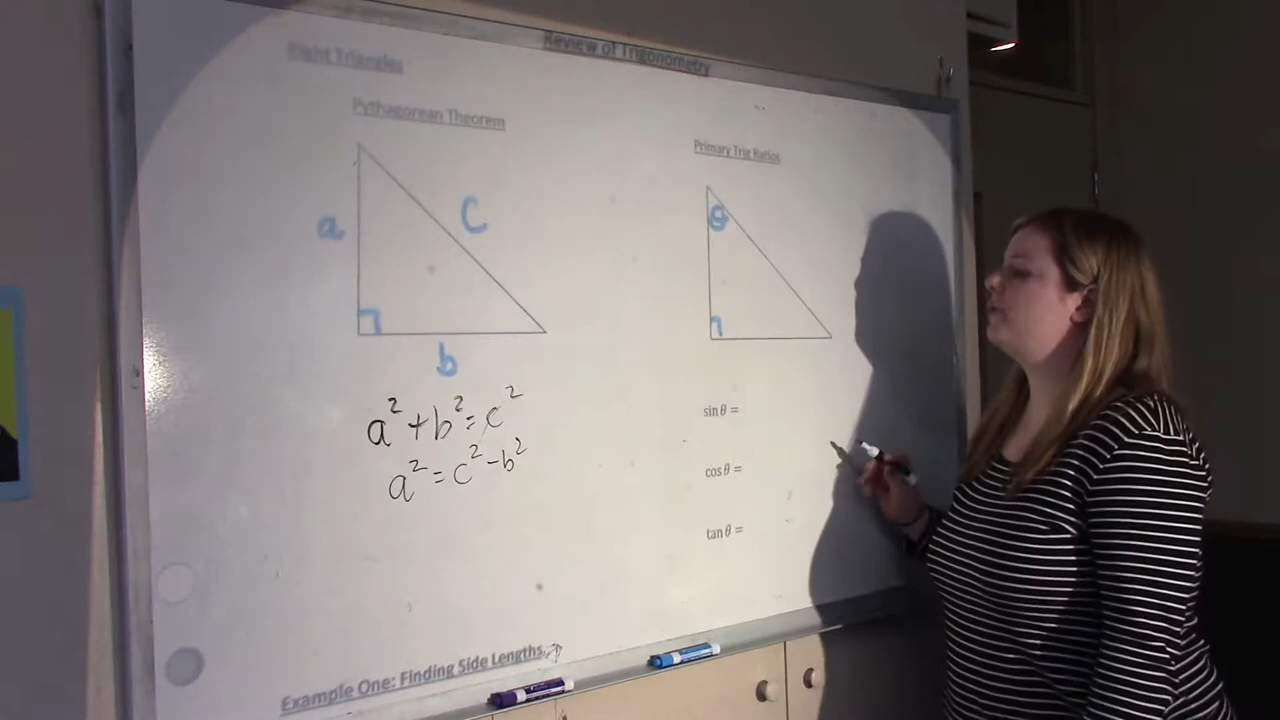 Review of Trigonometry
Right Triangles
Pythagorean Theorem
a
C
b
a² + b² = c²
a² = c² - b²
Primary Trig Ratios
θ
sin θ =
cos θ =
tan θ =
Example One: Finding Side Lengths